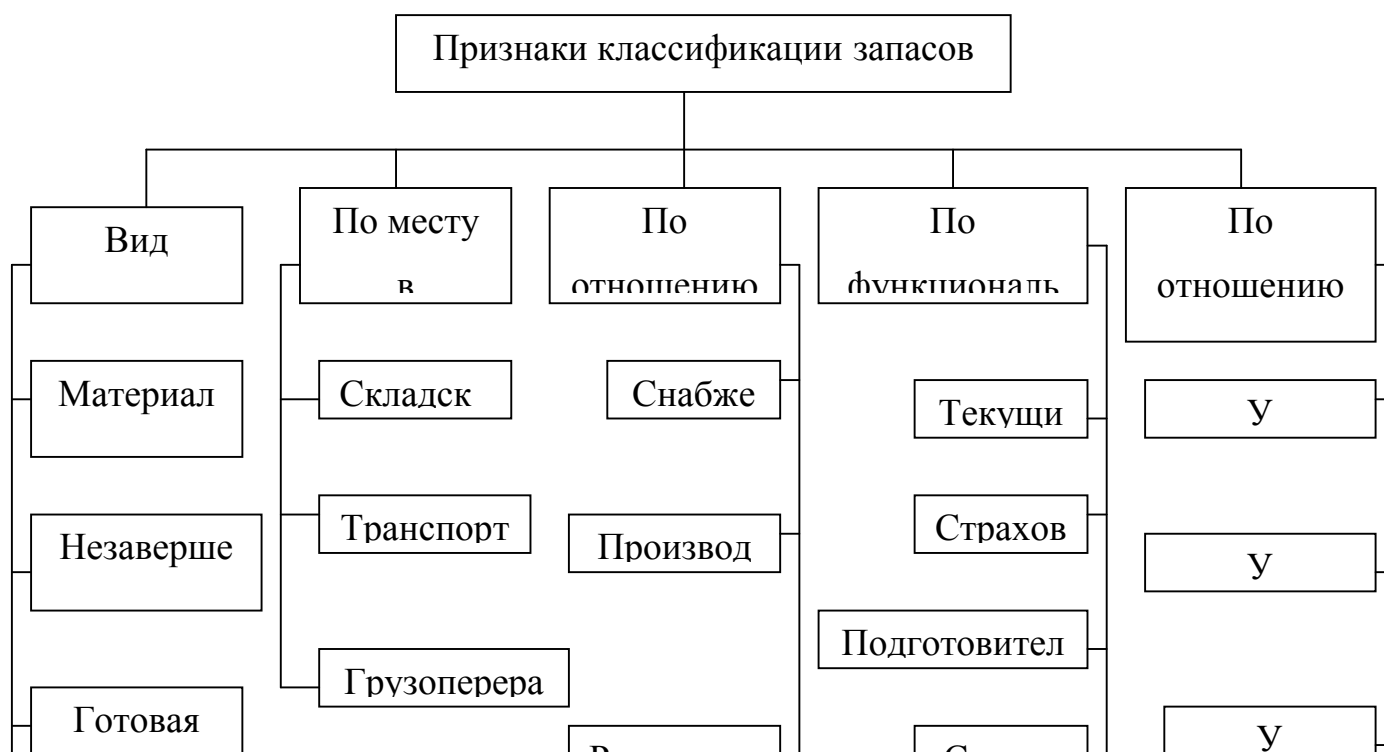 Признаки классификации запасов
Вид
По месту
в
По
отношению
По
функциональ
По
отношению
Материал
Складск
Снабже
Текущи
У
Незаверше
Транспорт
Производ
Страхов
У
Подготовител
Грузоперера
Готовая
У